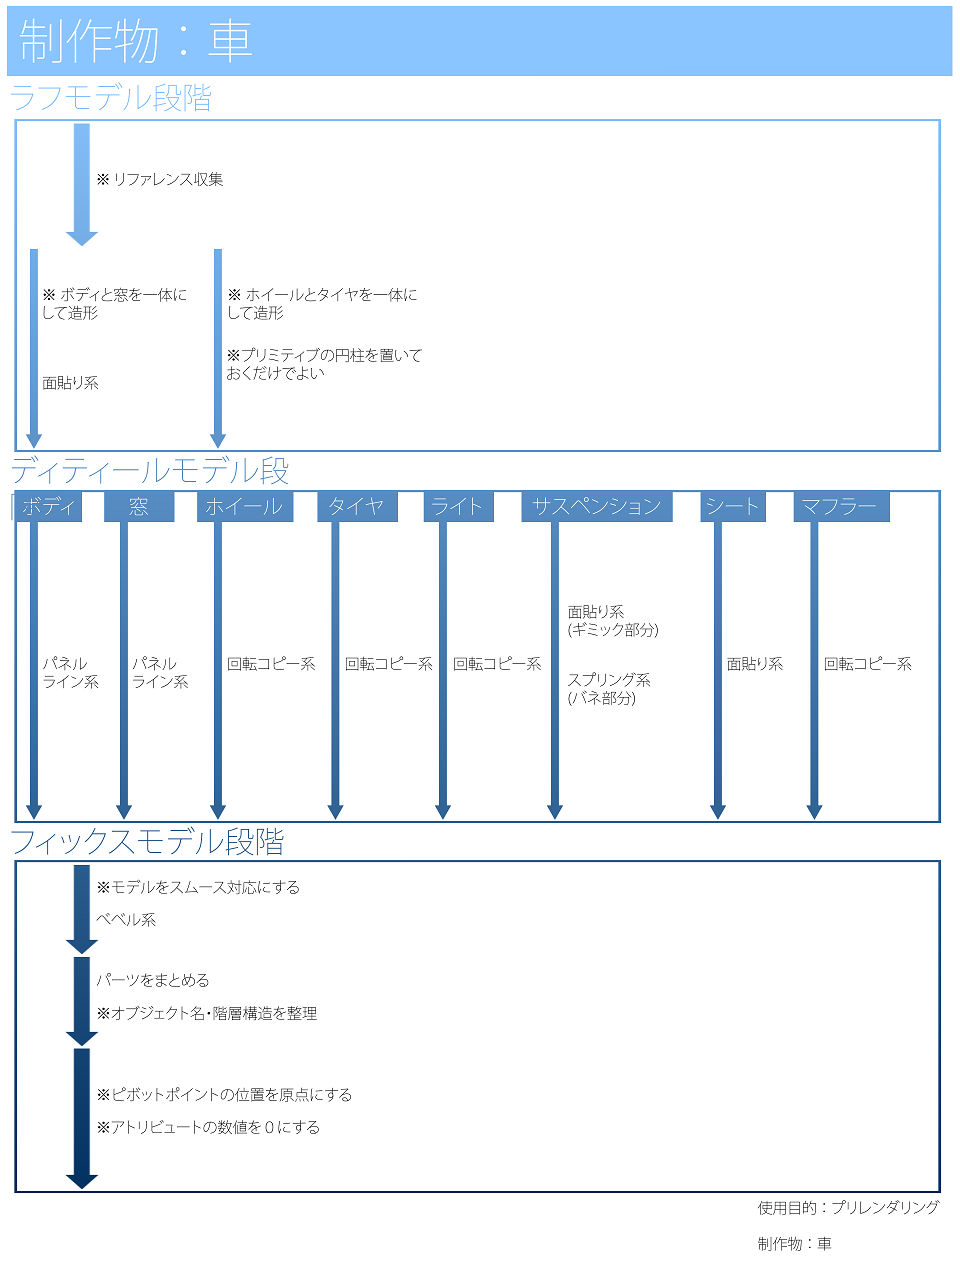 制作物：車
ラフモデル段階
※ リファレンス収集
※ ボディと窓を一体に
して造形
面貼り系
※ ホイールとタイヤを一体に
して造形
※プリミティブの円柱を置いて
おくだけでよい
ディティールモデル段
ボディ
窓
ホイール
タイヤ
ライト
サスペンション
シート
マフラー
パネル
ライン系
パネル
ライン系
回転コピー系
回転コピー系
回転コピー系
面貼り系
(ギミック部分)
スプリング系
(バネ部分)
面貼り系
回転コピー系
フィックスモデル段階
※モデルをスムース対応にする
ベベル系
パーツをまとめる
※オブジェクト名・階層構造を整理
※ピボットポイントの位置を原点にする
※アトリビュートの数値を０にする
使用目的：プリレンダリング
制作物：車